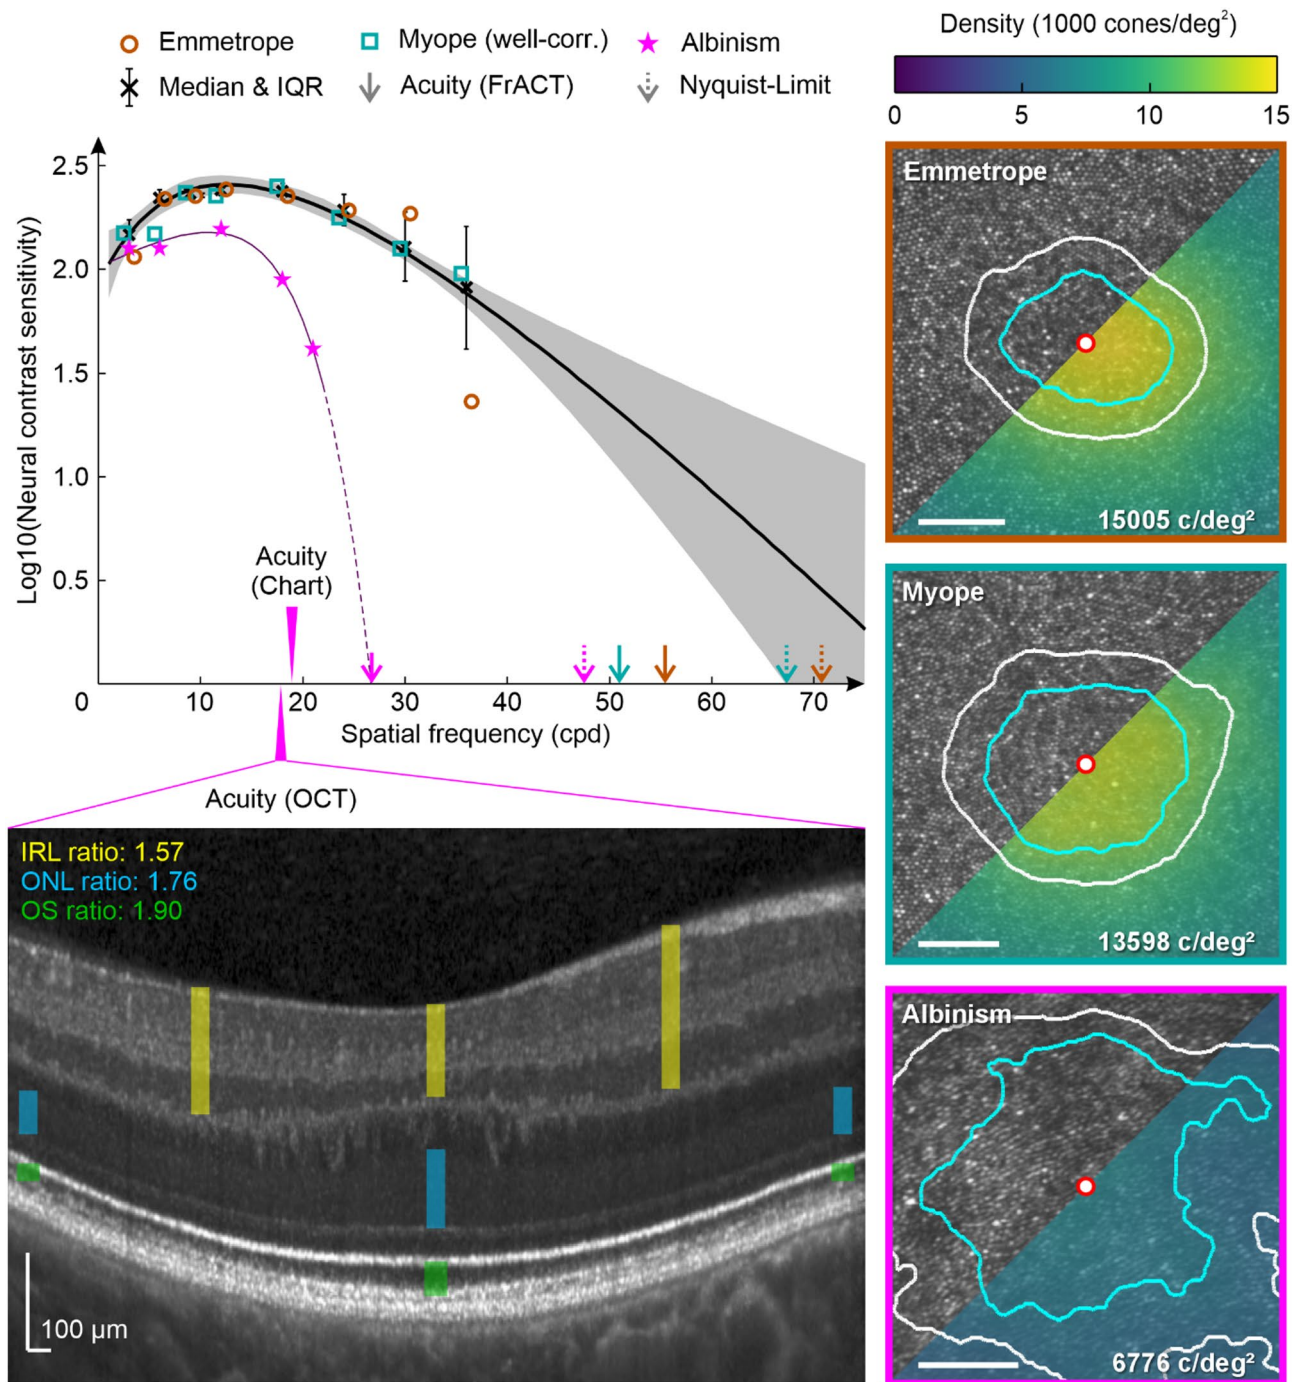 Emmetrope
Myope (well-corr.)
Albinism
Median & IQR
Acuity (FrACT)
Nyquist-Limit
Density (1000 cones/deg²)
0 5 10 15
Log10(Neural contrast sensitivity)
2.5
2.0
1.5
1.0
0.5
Acuity
(Chart)
0 10 20 30 40 50 60 70
Spatial frequency (cpd)
Acuity (OCT)
IRL ratio: 1.57
ONL ratio: 1.76
OS ratio: 1.90
100 µm
Emmetrope
15005 c/deg²
Myope
13598 c/deg²
Albinism
6776 c/deg²